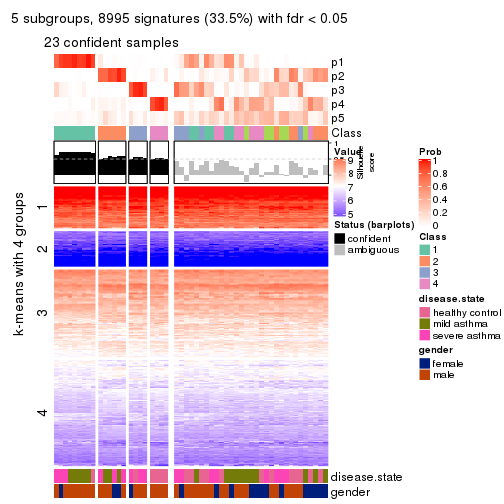 5 subgroups, 8995 signatures (33.5%) with fdr < 0.05
23 confident samples
p1
p2
p3
p4
p5
Class
1
Silhouette
score
k-means with 4 groups
1
2
3
4
disease.state
gender
Value
9
8
7
6
5
Status (barplots)
confident
ambiguous
Prob
1
0.8
0.6
0.4
0.2
0
Class
1
2
3
4
disease.state
healthy control
mild asthma
severe asthma
gender
female
male